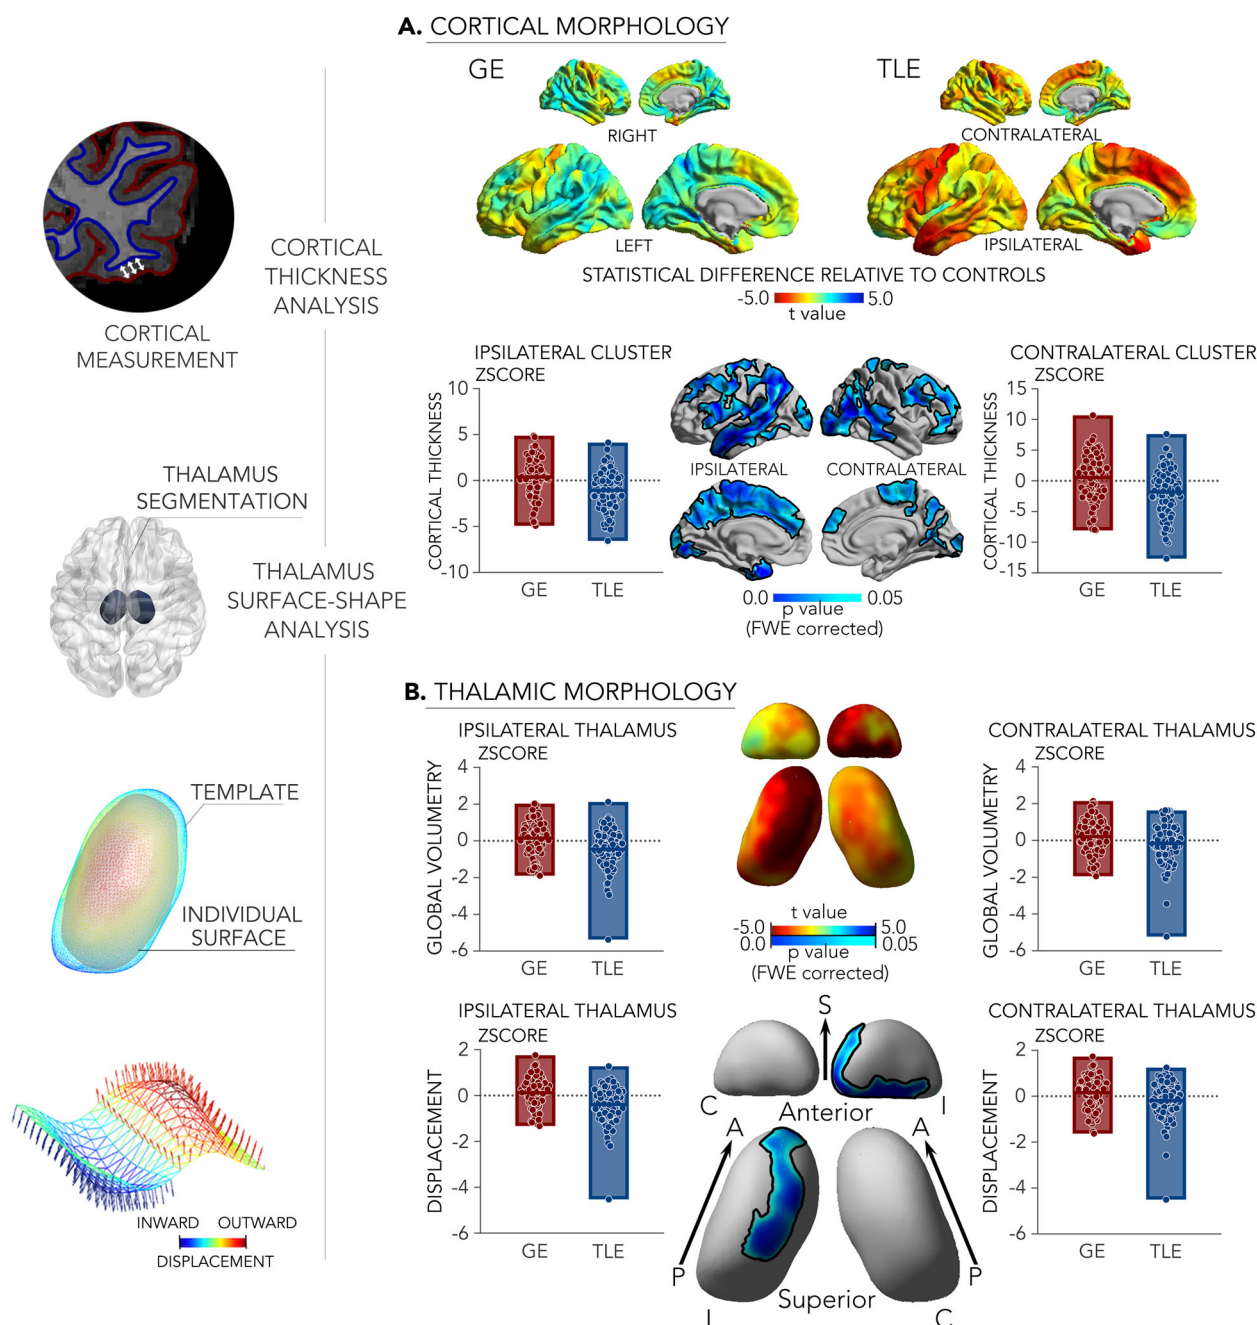 CORTICAL
MEASUREMENT
CORTICAL
THICKNESS
ANALYSIS
THALAMUS
SEGMENTATION
THALAMUS
SURFACE-SHAPE
ANALYSIS
TEMPLATE
INDIVIDUAL
SURFACE
INWARD OUTWARD
DISPLACEMENT
A. CORTICAL MORPHOLOGY
GE
TLE
RIGHT
CONTRALATERAL
LEFT
IPSILATERAL
STATISTICAL DIFFERENCE RELATIVE TO CONTROLS
-5.0 5.0
t value
IPSILATERAL CLUSTER
ZSCORE
CORTICAL THICKNESS
10
5
0
-5
-10
GE TLE
IPSILATERAL CONTRALATERAL
0.0 0.05
p value
(FWE corrected)
CONTRALATERAL CLUSTER
ZSCORE
CORTICAL THICKNESS
15
10
5
0
-5
-10
-15
GE TLE
B. THALAMIC MORPHOLOGY
IPSILATERAL THALAMUS
ZSCORE
GLOBAL VOLUMETRY
4
2
0
-2
-4
-6
GE TLE
t value
-5.0 5.0
0.0 0.05
p value
(FWE corrected)
CONTRALATERAL THALAMUS
ZSCORE
GLOBAL VOLUMETRY
4
2
0
-2
-4
-6
GE TLE
IPSILATERAL THALAMUS
ZSCORE
DISPLACEMENT
2
0
-2
-4
-6
GE TLE
S
C I
Anterior
A A
P P
Superior
I C
CONTRALATERAL THALAMUS
ZSCORE
DISPLACEMENT
2
0
-2
-4
-6
GE TLE